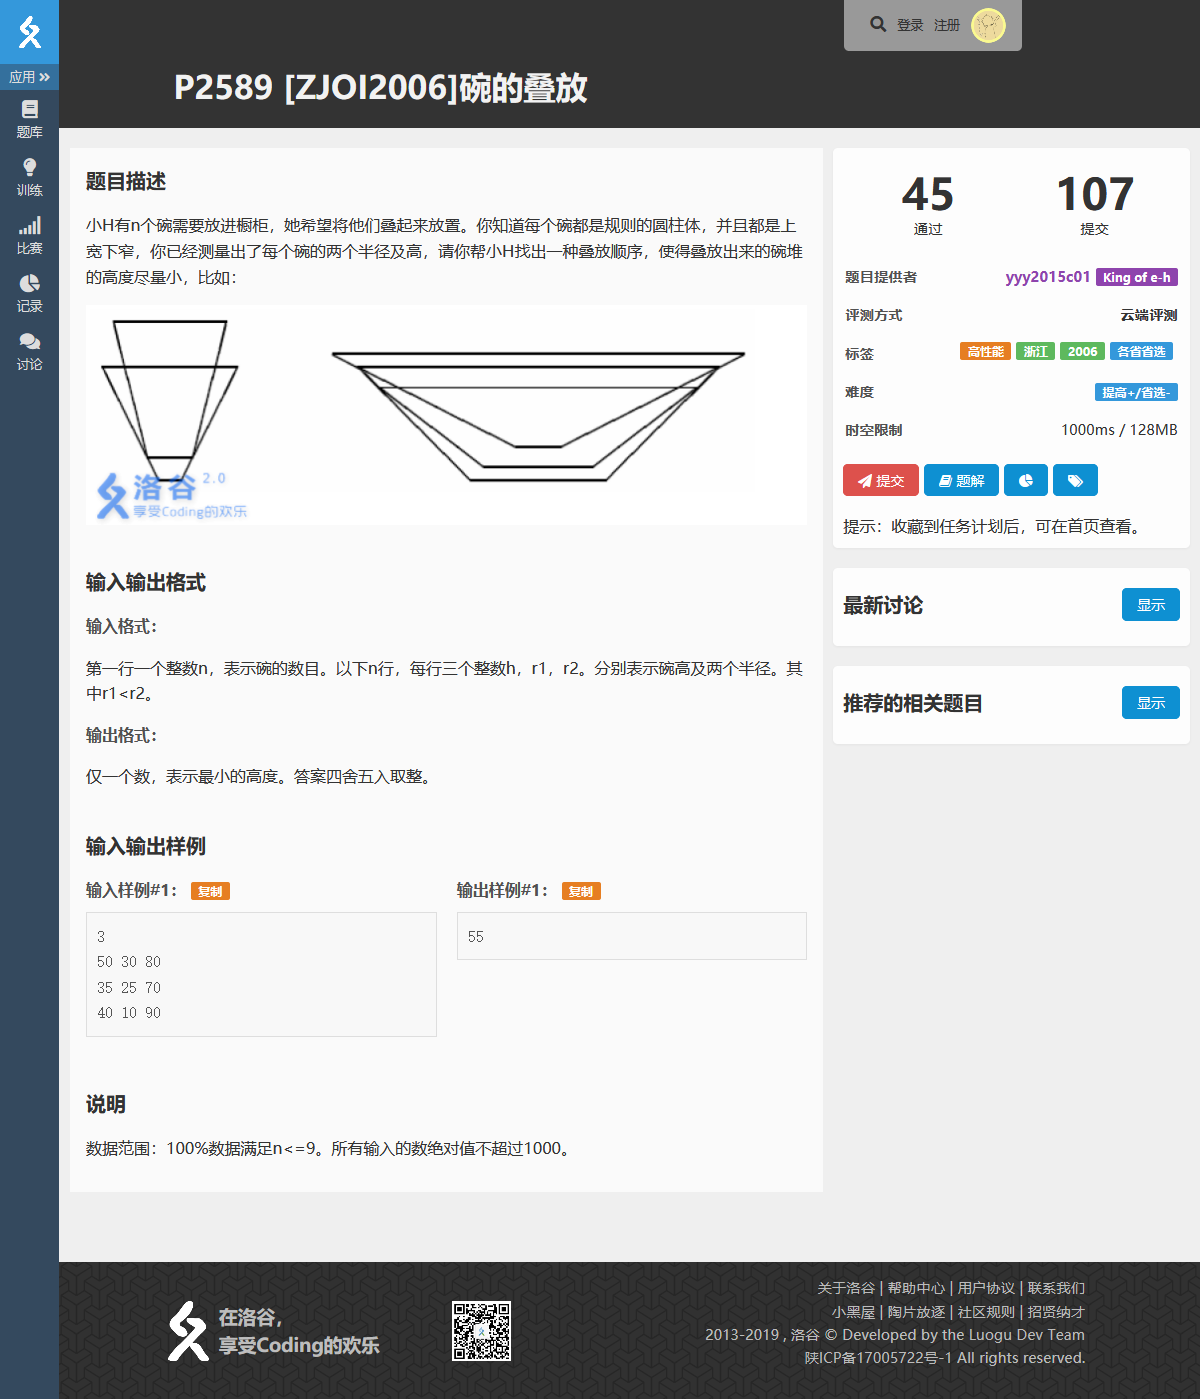 登录 注册
应用
题库
训练
比赛
记录
讨论
P2589 [ZJOI2006]碗的叠放
题目描述
小H有n个碗需要放进橱柜，她希望将他们叠起来放置。你知道每个碗都是规则的圆柱体，并且都是上
宽下窄，你已经测量出了每个碗的两个半径及高，请你帮小H找出一种叠放顺序，使得叠放出来的碗堆
的高度尽量小，比如：
洛谷 2.0
享受Coding的欢乐
输入输出格式
输入格式：
第一行一个整数n，表示碗的数目。以下n行，每行三个整数h，r1，r2。分别表示碗高及两个半径。其
中r1<r2。
输出格式：
仅一个数，表示最小的高度。答案四舍五入取整。
输入输出样例
输入样例#1： 复制
3
50 30 80
35 25 70
40 10 90
输出样例#1： 复制
55
说明
数据范围：100%数据满足n<=9。所有输入的数绝对值不超过1000。
45 107
通过 提交
题目提供者 yyy2015c01 King of e-h
评测方式 云端评测
标签 高性能 浙江 2006 各省省选
难度 提高+/省选-
时空限制 1000ms / 128MB
提交 题解
提示：收藏到任务计划后，可在首页查看。
最新讨论 显示
推荐的相关题目 显示
在洛谷，
享受Coding的欢乐
关于洛谷 | 帮助中心 | 用户协议 | 联系我们
小黑屋 | 陶片放逐 | 社区规则 | 招贤纳才
2013-2019 , 洛谷 © Developed by the Luogu Dev Team
陕ICP备17005722号-1 All rights reserved.